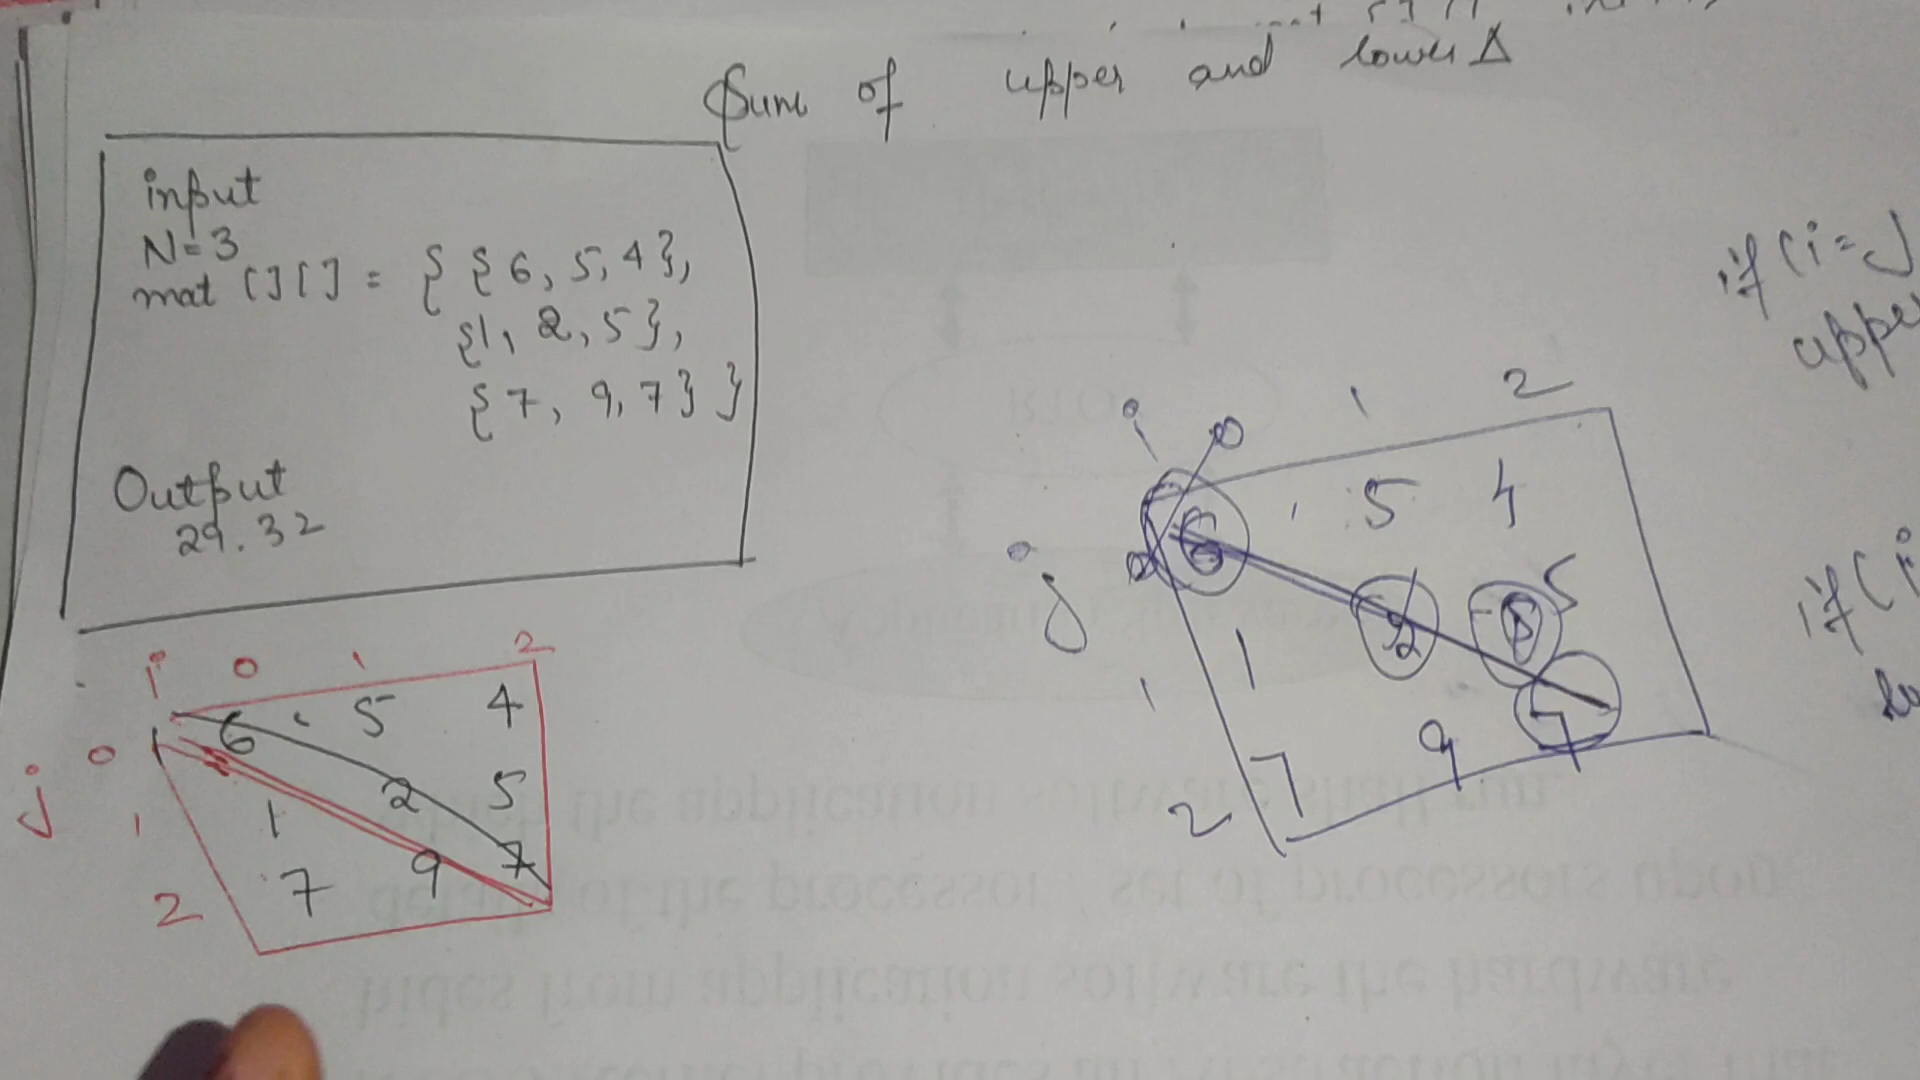 Sum of upper and lower Δ
input
N=3
mat [][] = { {6, 5, 4},
{1, 2, 5},
{7, 9, 7} }
Output
29.32
if (i=j
uppe
if (i
i 0 1 2
j 0 6 5 4
1 1 2 5
2 7 9 7
i 0 1 2
j 0 6 5 4
1 1 2 5
2 7 9 7